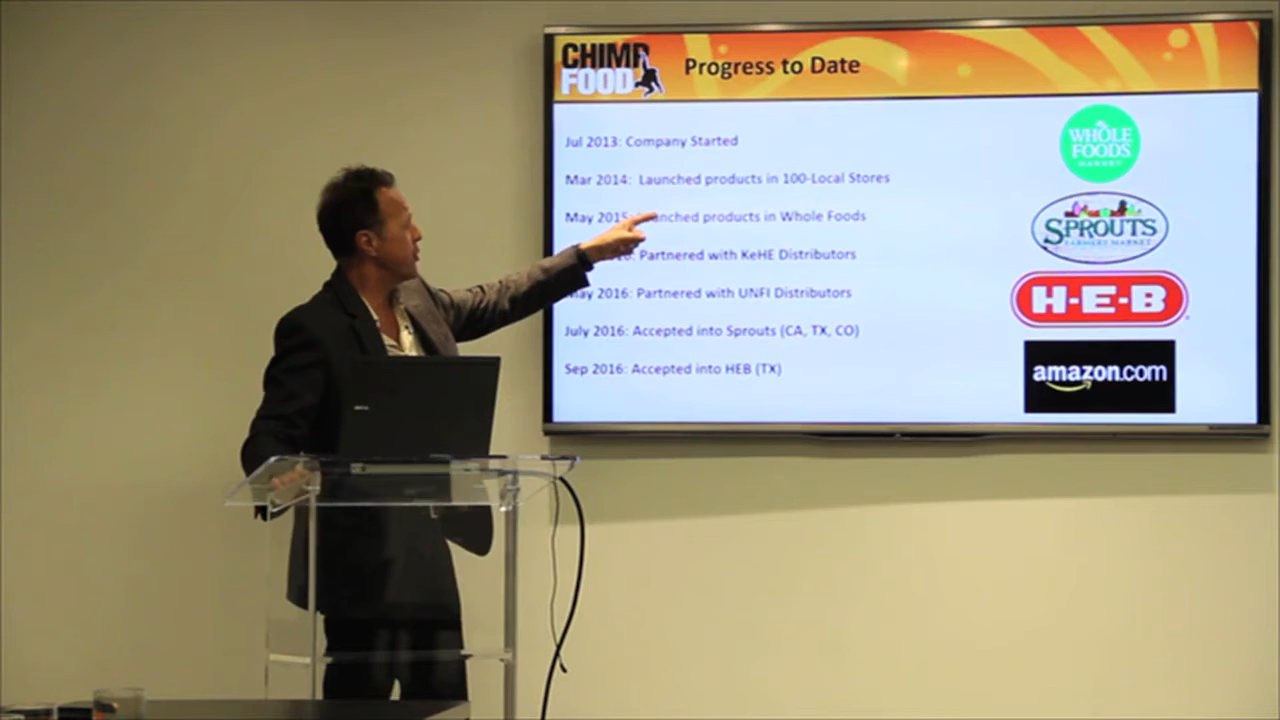 CHIMP
FOOD
Progress to Date
Jul 2013: Company Started
Mar 2014: Launched products in 100-Local Stores
May 2015: Launched products in Whole Foods
Partnered with KeHE Distributors
May 2016: Partnered with UNFI Distributors
July 2016: Accepted into Sprouts (CA, TX, CO)
Sep 2016: Accepted into HEB (TX)
WHOLE
FOODS
MARKET
SPROUTS
FARMERS MARKET
H-E-B
amazon.com